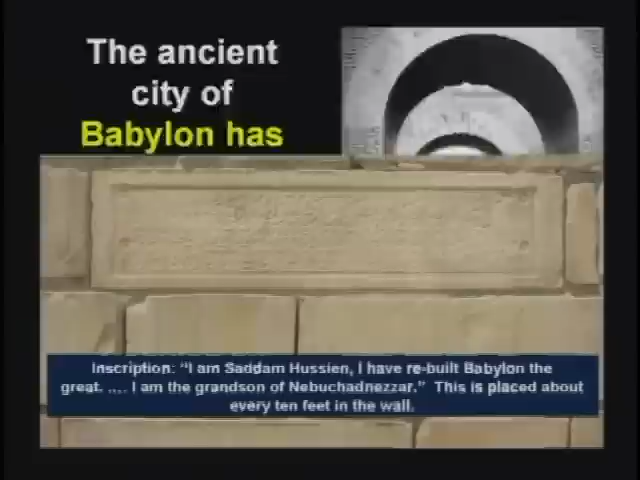 The ancient
city of
Babylon has
Inscription: “I am Saddam Hussien, I have re-built Babylon the
great. .... I am the grandson of Nebuchadnezzar.” This is placed about
every ten feet in the wall.